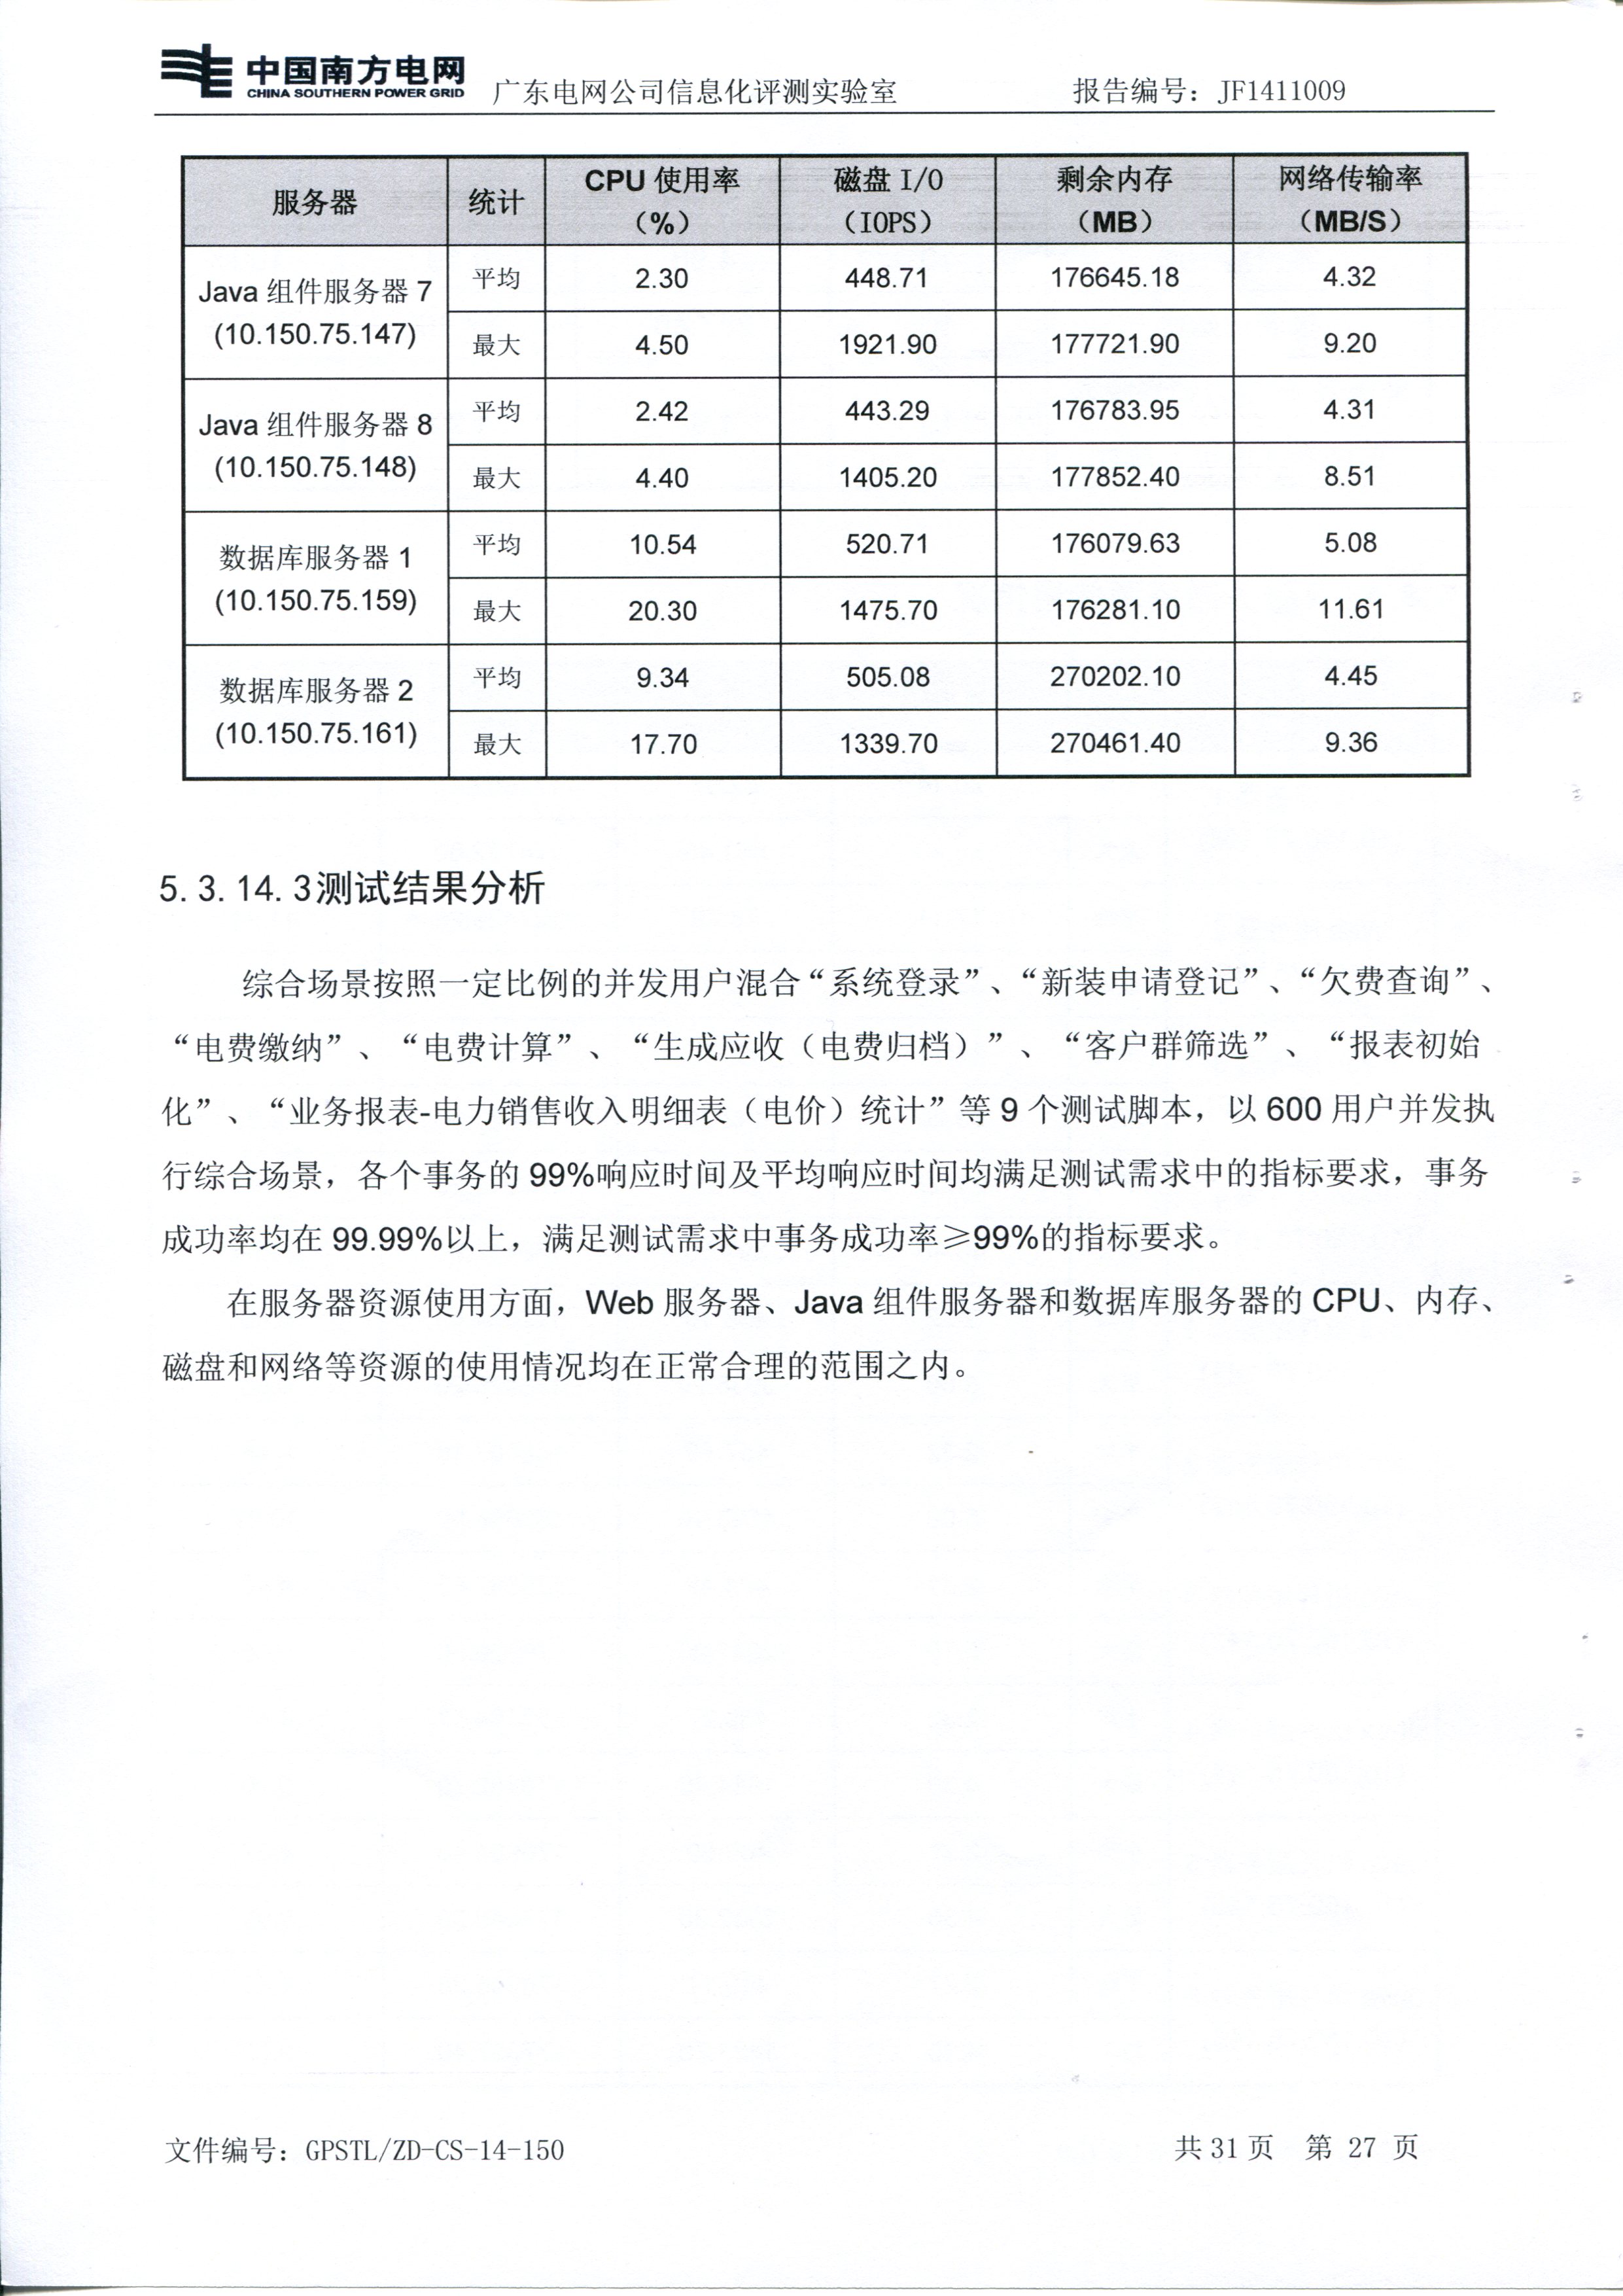 中国南方电网
CHINA SOUTHERN POWER GRID
广东电网公司信息化评测实验室 报告编号：JF1411009
服务器 统计 CPU 使用率（%） 磁盘 I/O（IOPS） 剩余内存（MB） 网络传输率（MB/S）
Java 组件服务器 7 (10.150.75.147) 平均 2.30 448.71 176645.18 4.32
最大 4.50 1921.90 177721.90 9.20
Java 组件服务器 8 (10.150.75.148) 平均 2.42 443.29 176783.95 4.31
最大 4.40 1405.20 177852.40 8.51
数据库服务器 1 (10.150.75.159) 平均 10.54 520.71 176079.63 5.08
最大 20.30 1475.70 176281.10 11.61
数据库服务器 2 (10.150.75.161) 平均 9.34 505.08 270202.10 4.45
最大 17.70 1339.70 270461.40 9.36
5.3.14.3测试结果分析
综合场景按照一定比例的并发用户混合“系统登录”、“新装申请登记”、“欠费查询”、
“电费缴纳”、“电费计算”、“生成应收（电费归档）”、“客户群筛选”、“报表初始
化”、“业务报表-电力销售收入明细表（电价）统计”等 9 个测试脚本，以 600 用户并发执
行综合场景，各个事务的 99%响应时间及平均响应时间均满足测试需求中的指标要求，事务
成功率均在 99.99%以上，满足测试需求中事务成功率≥99%的指标要求。
在服务器资源使用方面，Web 服务器、Java 组件服务器和数据库服务器的 CPU、内存、
磁盘和网络等资源的使用情况均在正常合理的范围之内。
文件编号：GPSTL/ZD-CS-14-150 共 31 页 第 27 页